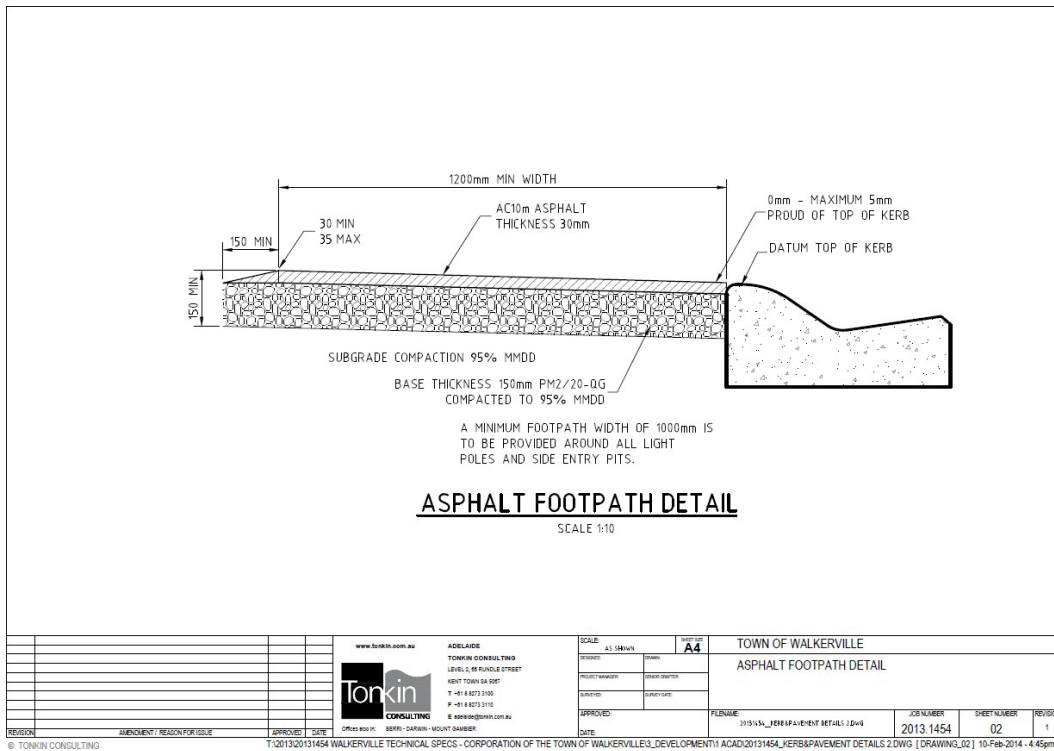 1200mm MIN WIDTH
AC10m ASPHALT
THICKNESS 30mm
0mm - MAXIMUM 5mm
PROUD OF TOP OF KERB
30 MIN
35 MAX
150 MIN
DATUM TOP OF KERB
150 MIN
SUBGRADE COMPACTION 95% MMDD
BASE THICKNESS 150mm PM2/20-QG
COMPACTED TO 95% MMDD
A MINIMUM FOOTPATH WIDTH OF 1000mm IS
TO BE PROVIDED AROUND ALL LIGHT
POLES AND SIDE ENTRY PITS.
ASPHALT FOOTPATH DETAIL
SCALE 1:10
REVISION
AMENDMENT / REASON FOR ISSUE
APPROVED
DATE
www.tonkin.com.au
Tonkin
CONSULTING
ADELAIDE
TONKIN CONSULTING
LEVEL 2, 66 RUNDLE STREET
KENT TOWN SA 5067
T +61 8 8273 3100
F +61 8 8273 3110
E adelaide@tonkin.com.au
Offices also in: BERRI - DARWIN - MOUNT GAMBIER
SCALE: AS SHOWN
SHEET SIZE
A4
DESIGNED:
DRAWN:
PROJECT MANAGER:
SENIOR DRAFTER:
SURVEYED:
SURVEY DATE:
APPROVED:
DATE:
TOWN OF WALKERVILLE
ASPHALT FOOTPATH DETAIL
FILENAME:
20131454_KERB&PAVEMENT DETAILS 2.DWG
JOB NUMBER
2013.1454
SHEET NUMBER
02
REVISIO
1
© TONKIN CONSULTING
T:\2013\20131454 WALKERVILLE TECHNICAL SPECS - CORPORATION OF THE TOWN OF WALKERVILLE\3_DEVELOPMENT\1 ACAD\20131454_KERB&PAVEMENT DETAILS 2.DWG [ DRAWING_02 ] 10-Feb-2014 - 4:45pm